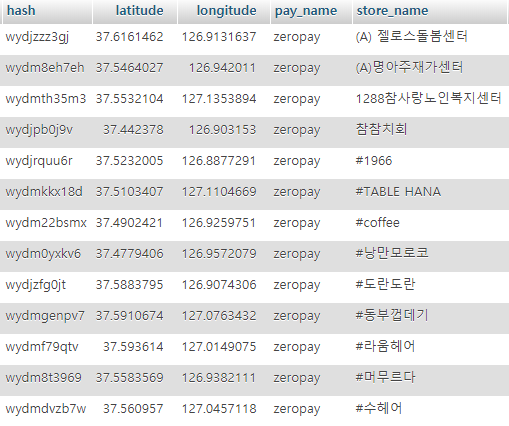 hash latitude longitude pay_name store_name
wydjzzz3gj 37.6161462 126.9131637 zeropay (A) 젤로스돌봄센터
wydm8eh7eh 37.5464027 126.942011 zeropay (A)명아주재가센터
wydmth35m3 37.5532104 127.1353894 zeropay 1288참사랑노인복지센터
wydjpb0j9v 37.442378 126.903153 zeropay 참참치회
wydjrquu6r 37.5232005 126.8877291 zeropay #1966
wydmkkx18d 37.5103407 127.1104669 zeropay #TABLE HANA
wydm22bsmx 37.4902421 126.9259751 zeropay #coffee
wydm0yxkv6 37.4779406 126.9572079 zeropay #낭만모로코
wydjzfg0jt 37.5883795 126.9074306 zeropay #도란도란
wydmgenpv7 37.5910674 127.0763432 zeropay #동부껍데기
wydmf79qtv 37.593614 127.0149075 zeropay #라움헤어
wydm8t3969 37.5583569 126.9382111 zeropay #머무르다
wydmdvzb7w 37.560957 127.0457118 zeropay #수헤어